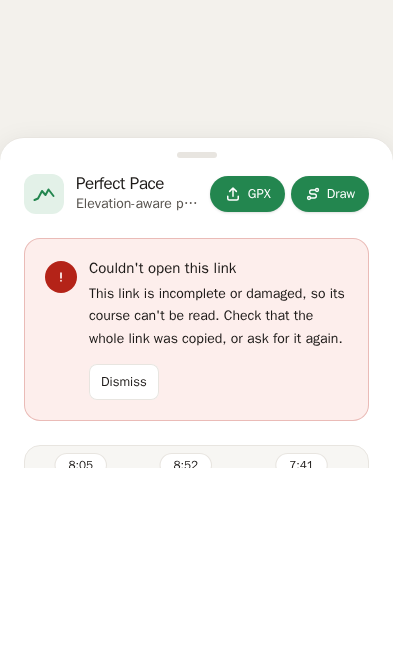 Perfect Pace
Elevation-aware p···
GPX
Draw
!
Couldn't open this link
This link is incomplete or damaged, so its
course can't be read. Check that the
whole link was copied, or ask for it again.
Dismiss
8:05
8:52
7:41